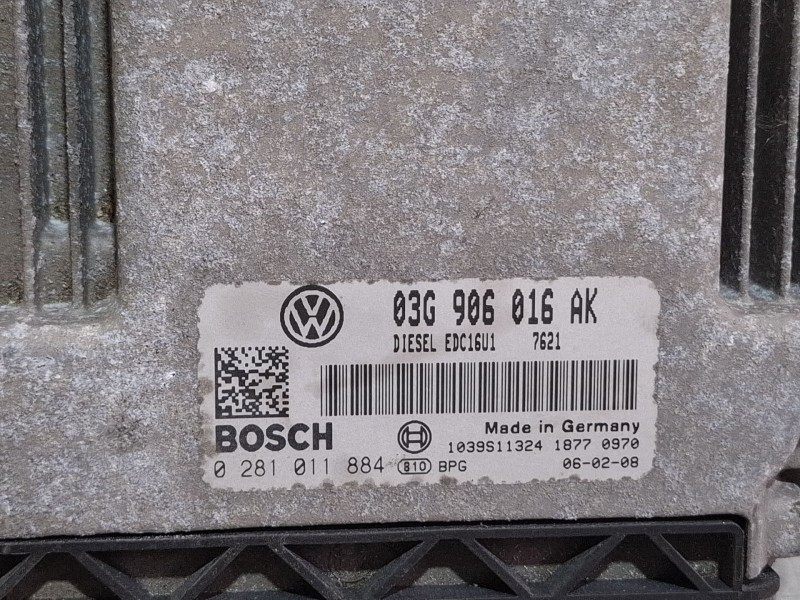 03G 906 016 AK
DIESEL EDC16U1 7621
BOSCH
Made in Germany
1039S11324 1877 0970
0 281 011 884 810 BPG
06-02-08